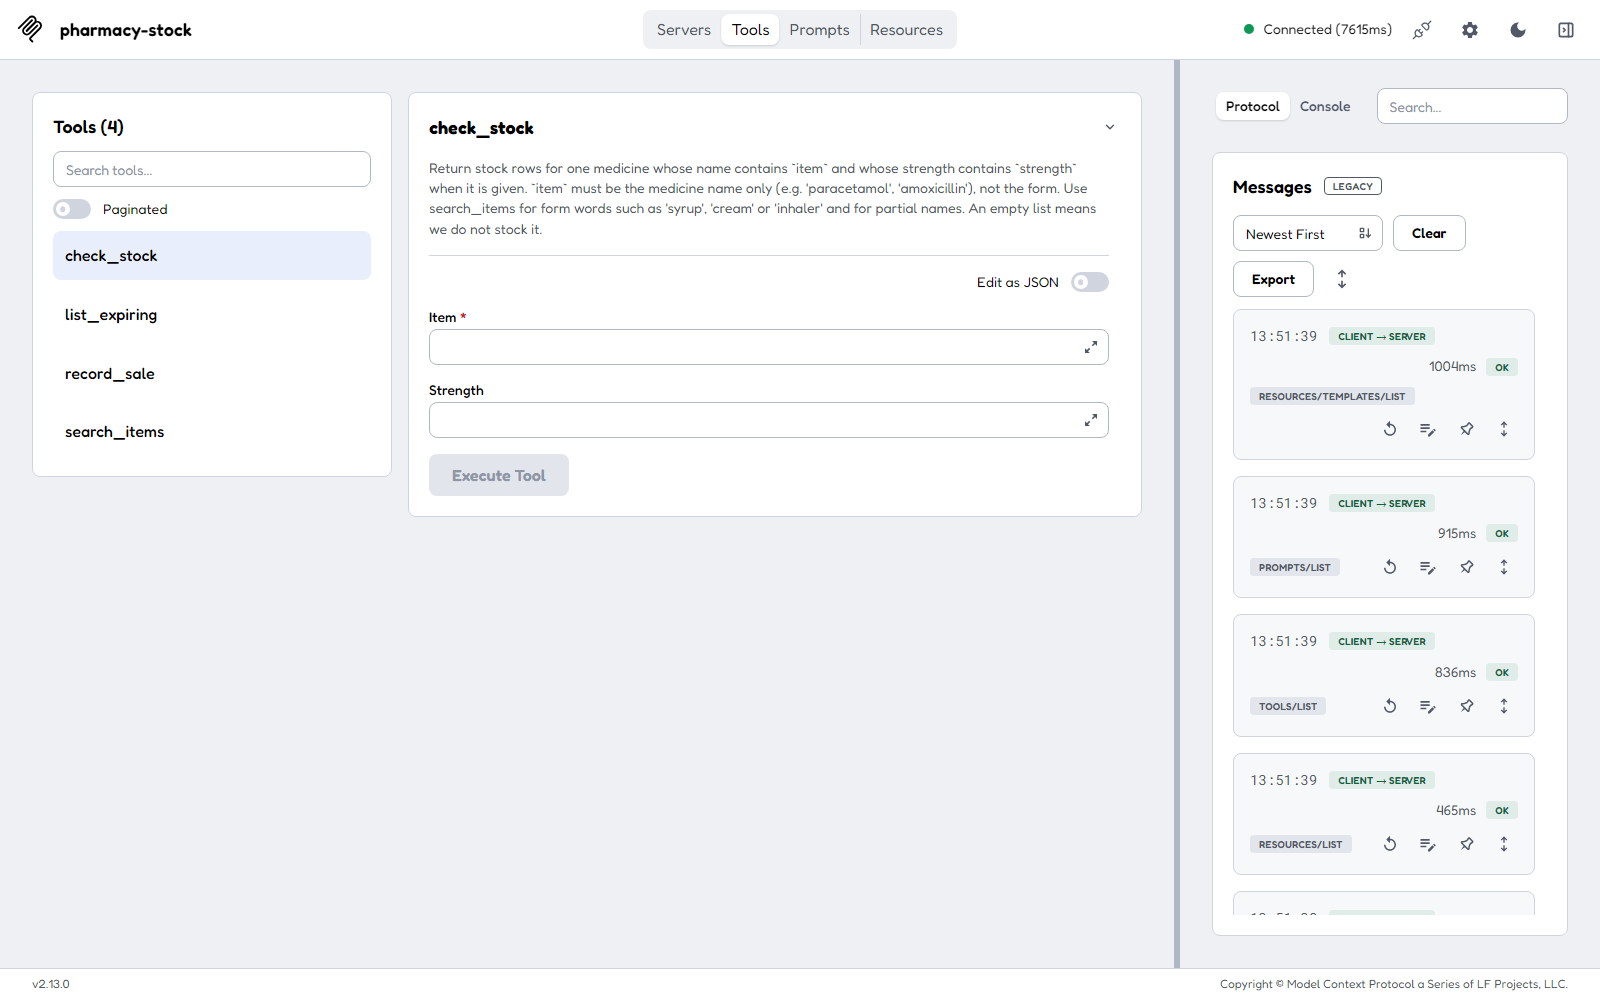 pharmacy-stock
Servers
Tools
Prompts
Resources
Connected (7615ms)
Tools (4)
Search tools...
Paginated
check_stock
list_expiring
record_sale
search_items
check_stock
Return stock rows for one medicine whose name contains `item` and whose strength contains `strength`
when it is given. `item` must be the medicine name only (e.g. 'paracetamol', 'amoxicillin'), not the form. Use
search_items for form words such as 'syrup', 'cream' or 'inhaler' and for partial names. An empty list means
we do not stock it.
Edit as JSON
Item *
Strength
Execute Tool
Protocol
Console
Search...
Messages
LEGACY
Newest First
Clear
Export
13:51:39 CLIENT → SERVER
1004ms OK
RESOURCES/TEMPLATES/LIST
13:51:39 CLIENT → SERVER
915ms OK
PROMPTS/LIST
13:51:39 CLIENT → SERVER
836ms OK
TOOLS/LIST
13:51:39 CLIENT → SERVER
465ms OK
RESOURCES/LIST
v2.13.0
Copyright © Model Context Protocol a Series of LF Projects, LLC.